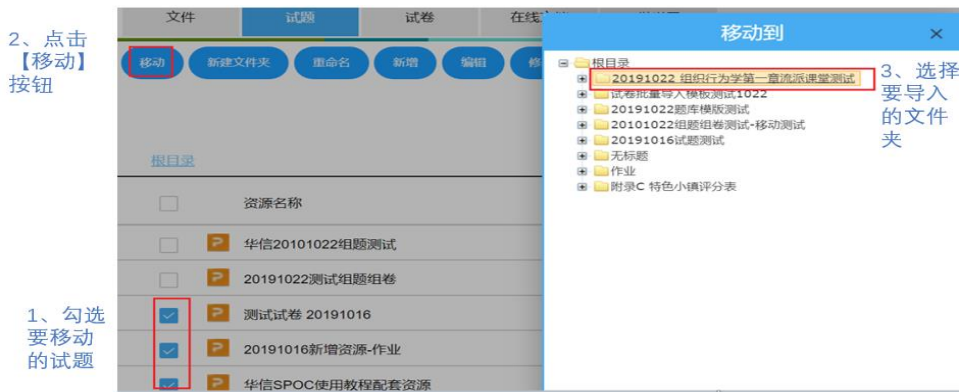 文件 试题 试卷
移动 新建文件夹 重命名 新增 编辑
2、点击
【移动】
按钮
根目录
资源名称
华信20101022组题测试
20191022测试组题组卷
测试试卷 20191016
20191016新增资源-作业
华信SPOC使用教程配套资源
1、勾选
要移动
的试题
移动到 ×
根目录
20191022 组织行为学第一章流派课堂测试
试卷批量导入模板测试1022
20191022题库模版测试
20101022组题组卷测试-移动测试
20191016试题测试
无标题
作业
附录C 特色小镇评分表
3、选择
要导入
的文件
夹